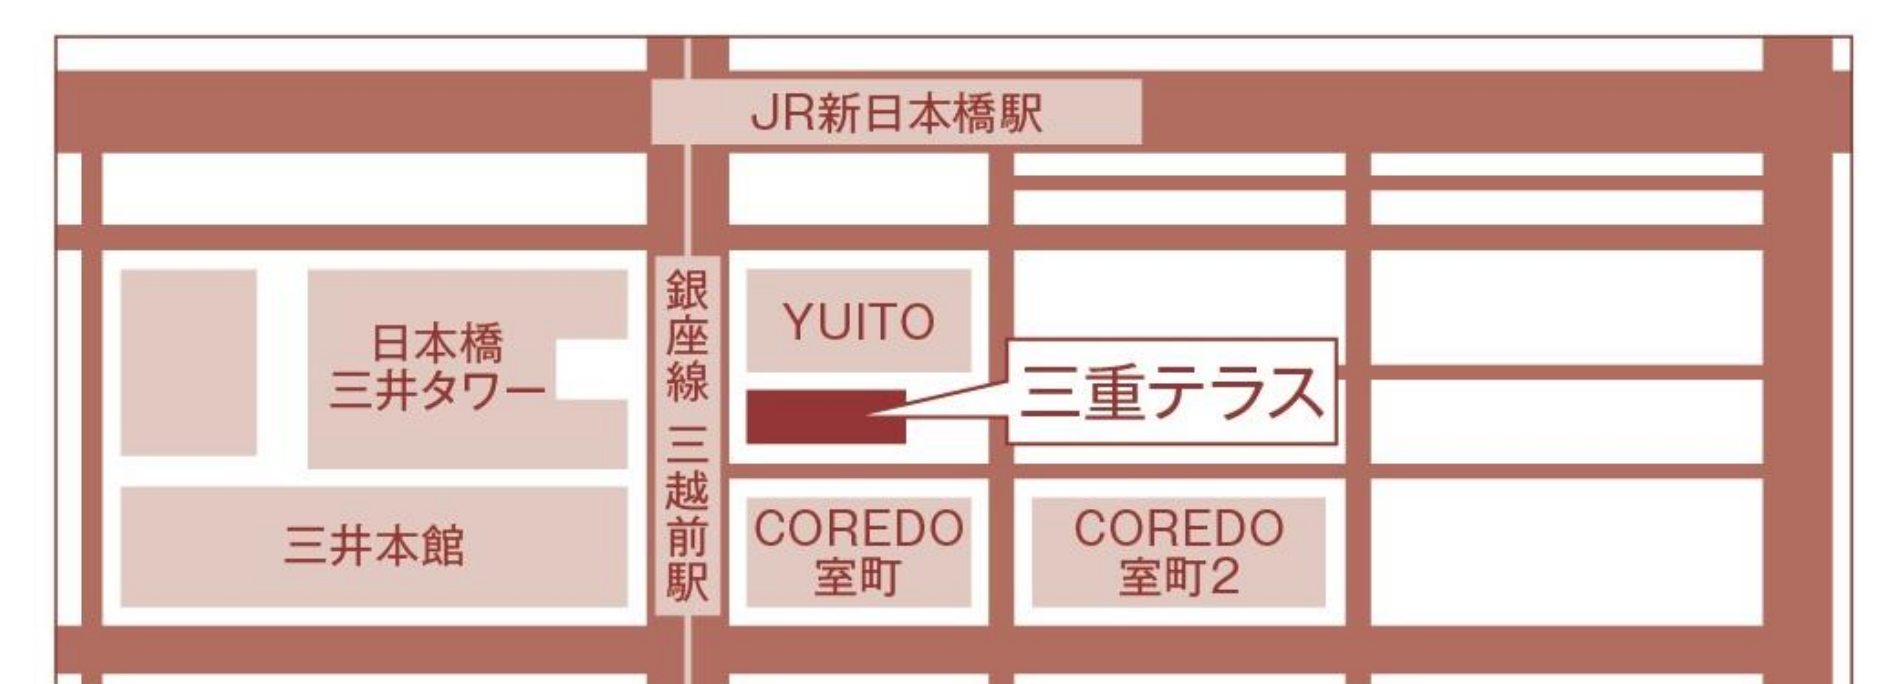 JR新日本橋駅
銀座線 三越前駅
日本橋
三井タワー
YUITO
三重テラス
三井本館
COREDO
室町
COREDO
室町2